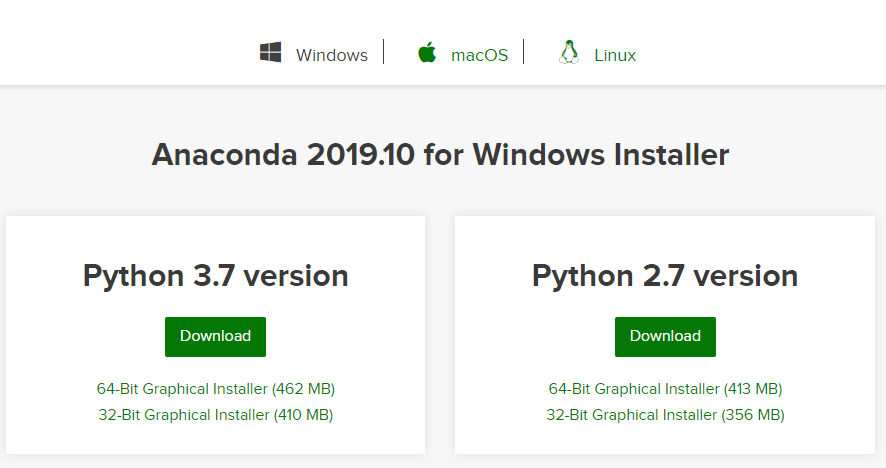 Windows macOS Linux
Anaconda 2019.10 for Windows Installer
Python 3.7 version
Download
64-Bit Graphical Installer (462 MB)
32-Bit Graphical Installer (410 MB)
Python 2.7 version
Download
64-Bit Graphical Installer (413 MB)
32-Bit Graphical Installer (356 MB)